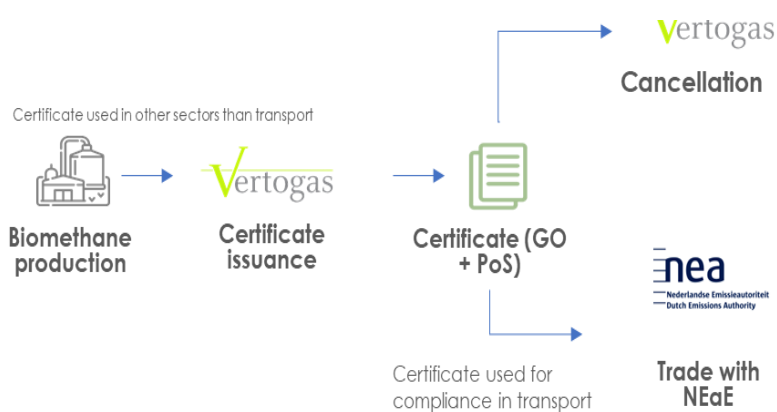 Vertogas
Cancellation
Certificate used in other sectors than transport
Vertogas
Biomethane
production
Certificate
issuance
Certificate (GO
+ PoS)
nea
Nederlandse Emissieautoriteit
Dutch Emissions Authority
Certificate used for
compliance in transport
Trade with
NEaE